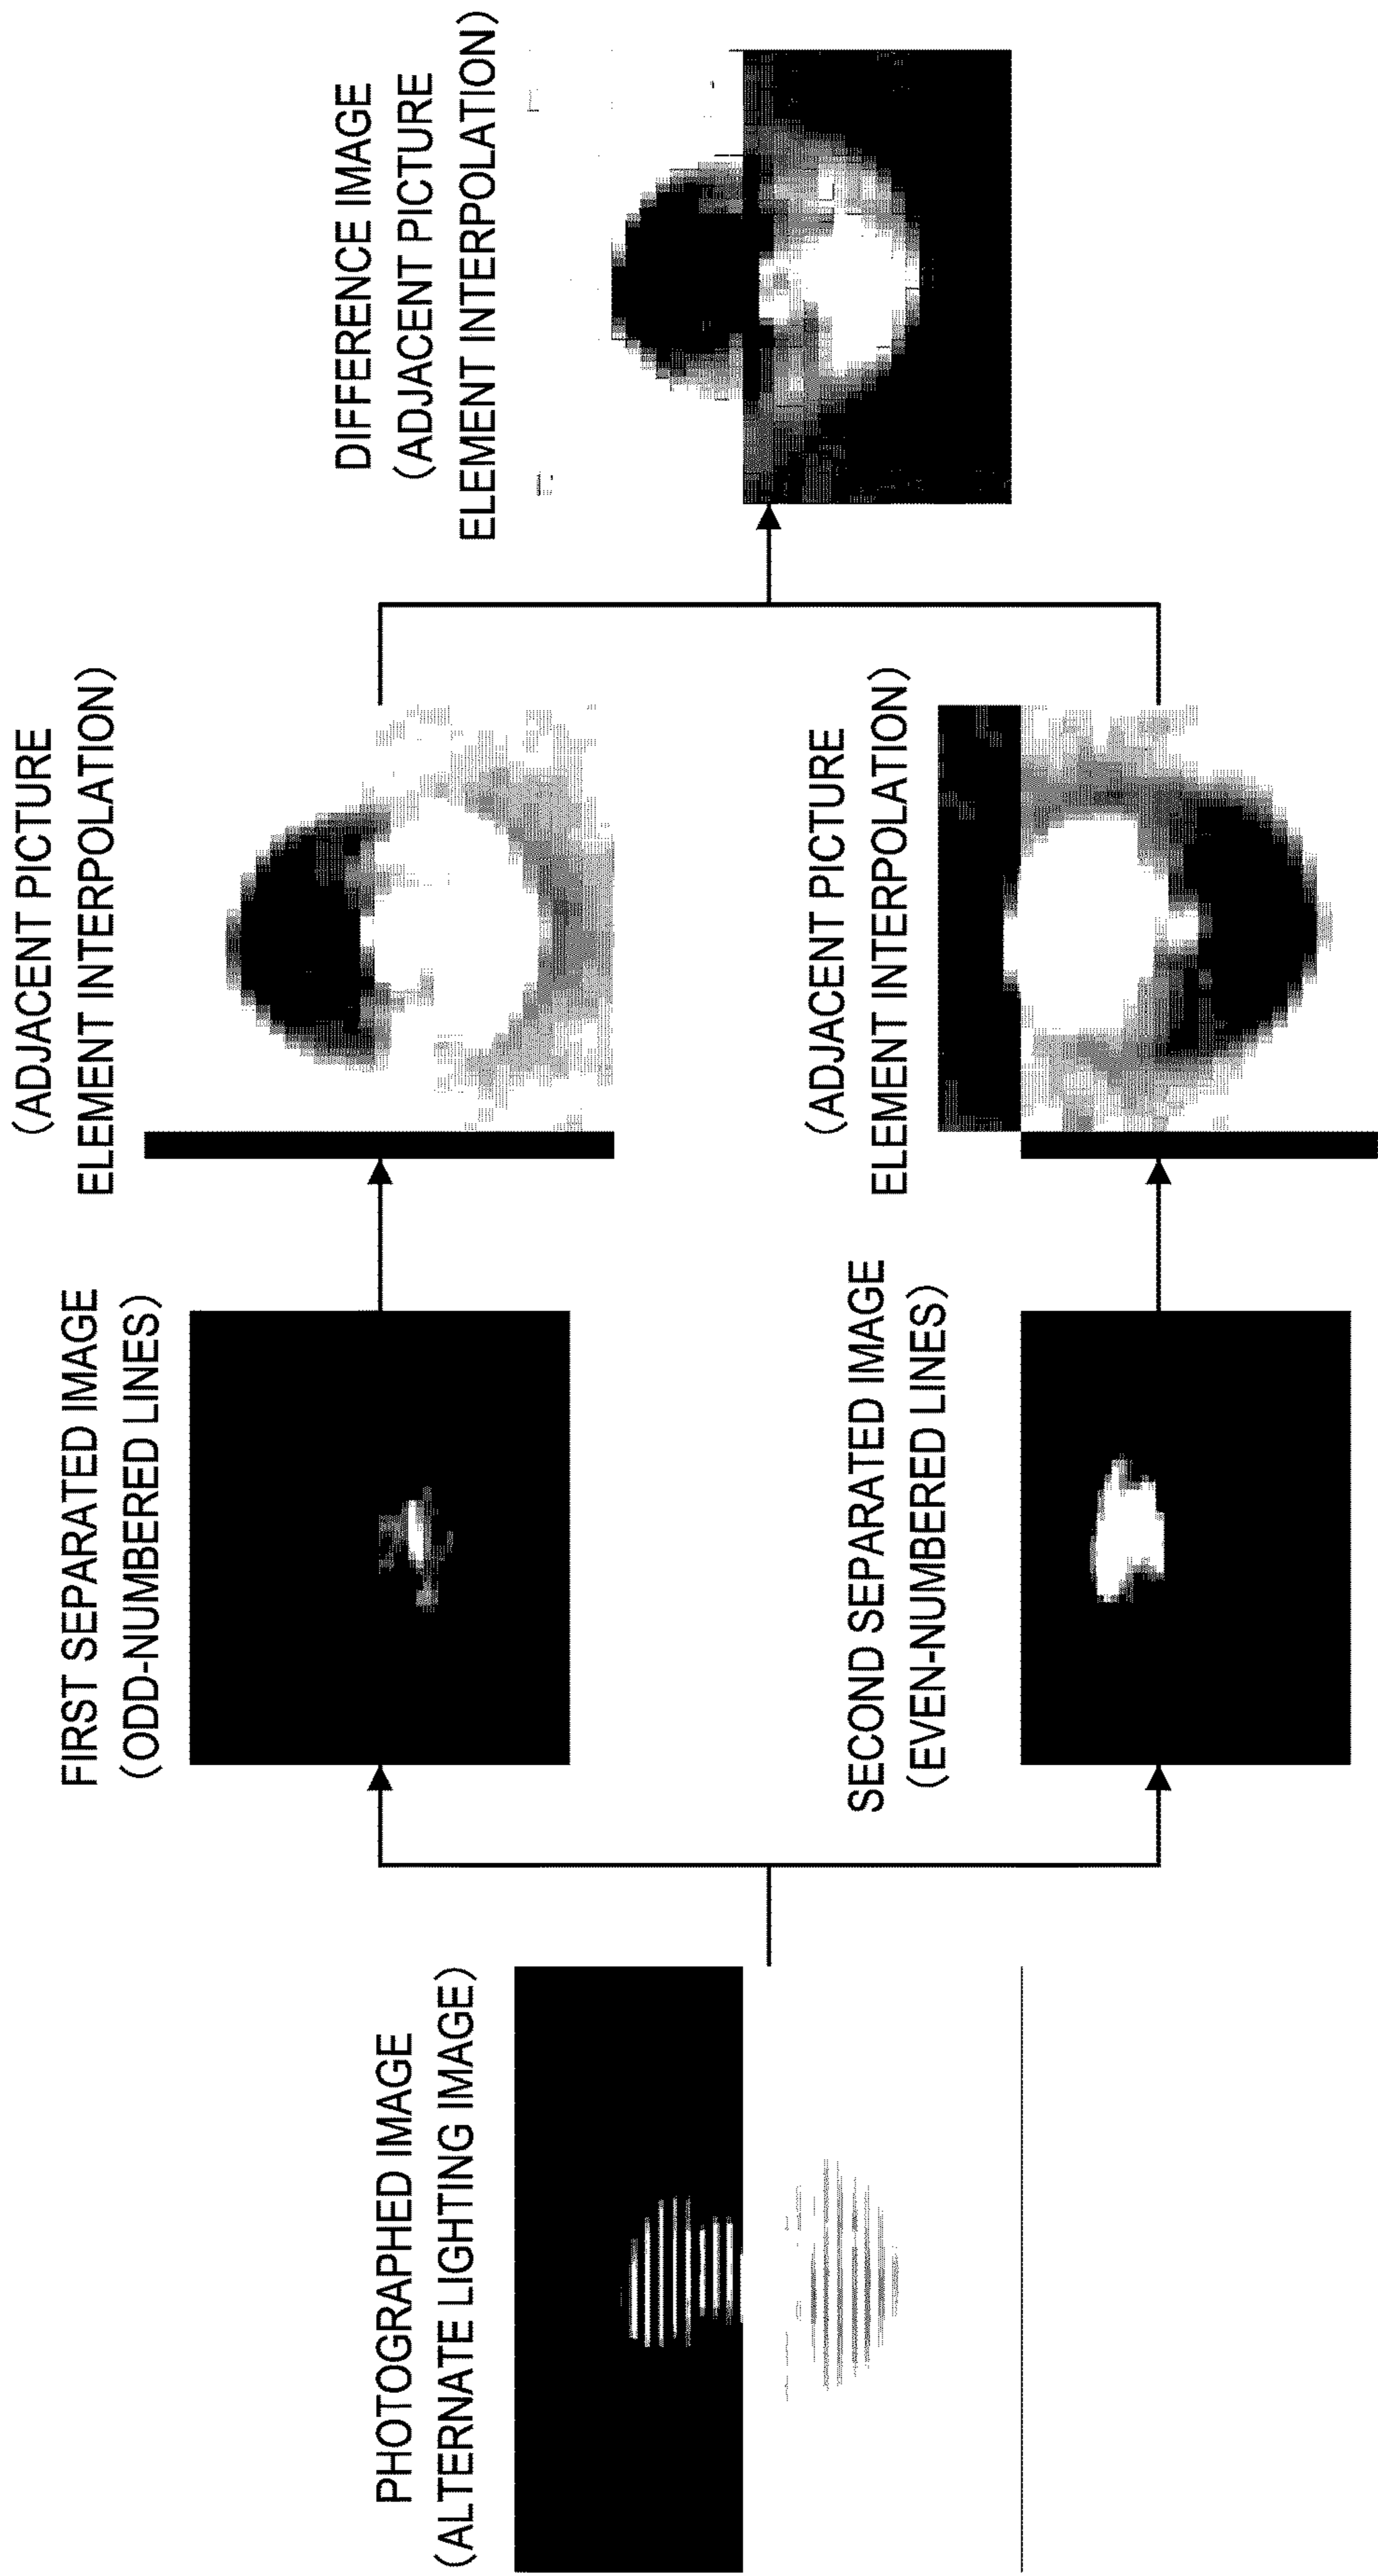 PHOTOGRAPHED IMAGE
(ALTERNATE LIGHTING IMAGE)
FIRST SEPARATED IMAGE
(ODD-NUMBERED LINES)
SECOND SEPARATED IMAGE
(EVEN-NUMBERED LINES)
(ADJACENT PICTURE
ELEMENT INTERPOLATION)
(ADJACENT PICTURE
ELEMENT INTERPOLATION)
DIFFERENCE IMAGE
(ADJACENT PICTURE
ELEMENT INTERPOLATION)